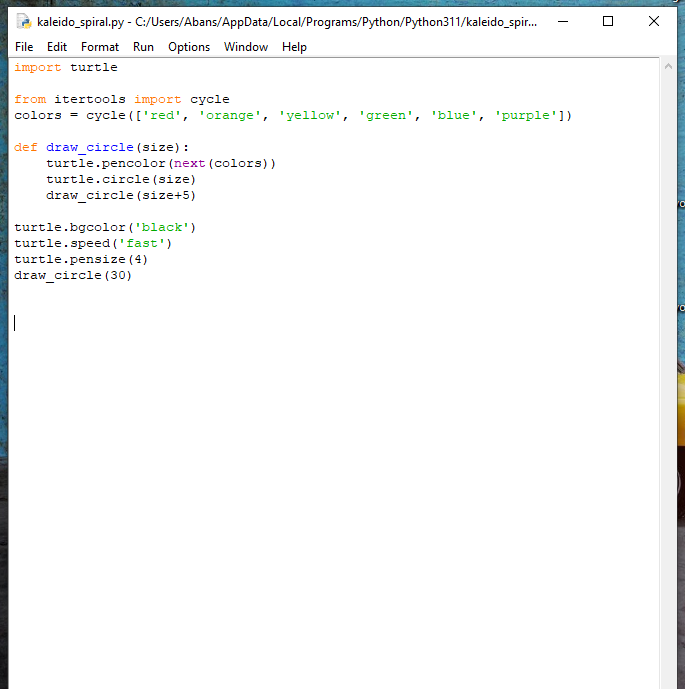 kaleido_spiral.py - C:/Users/Abans/AppData/Local/Programs/Python/Python311/kaleido_spir...
File Edit Format Run Options Window Help
import turtle
from itertools import cycle
colors = cycle(['red', 'orange', 'yellow', 'green', 'blue', 'purple'])
def draw_circle(size):
    turtle.pencolor(next(colors))
    turtle.circle(size)
    draw_circle(size+5)
turtle.bgcolor('black')
turtle.speed('fast')
turtle.pensize(4)
draw_circle(30)